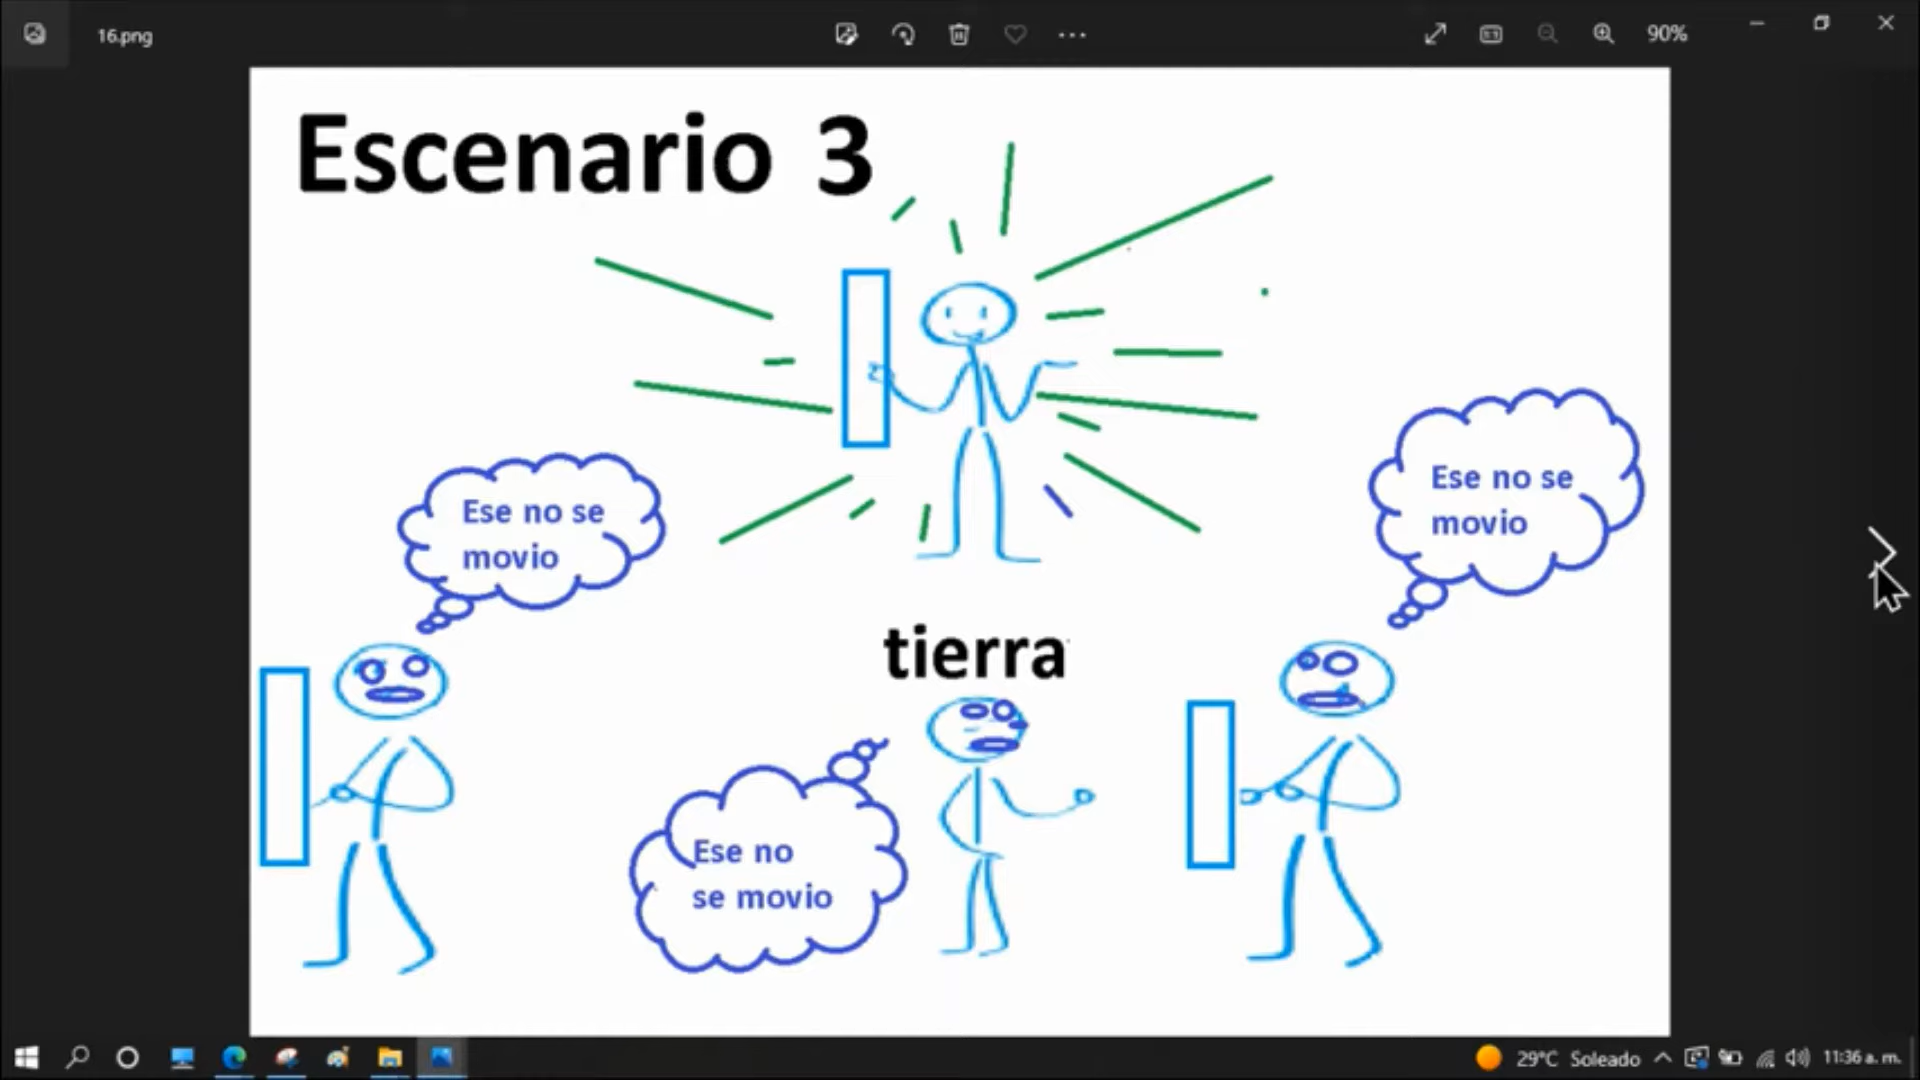 16.png
90%
Escenario 3
Ese no se
movio
Ese no se
movio
tierra
Ese no
se movio
29°C Soleado
11:36 a. m.